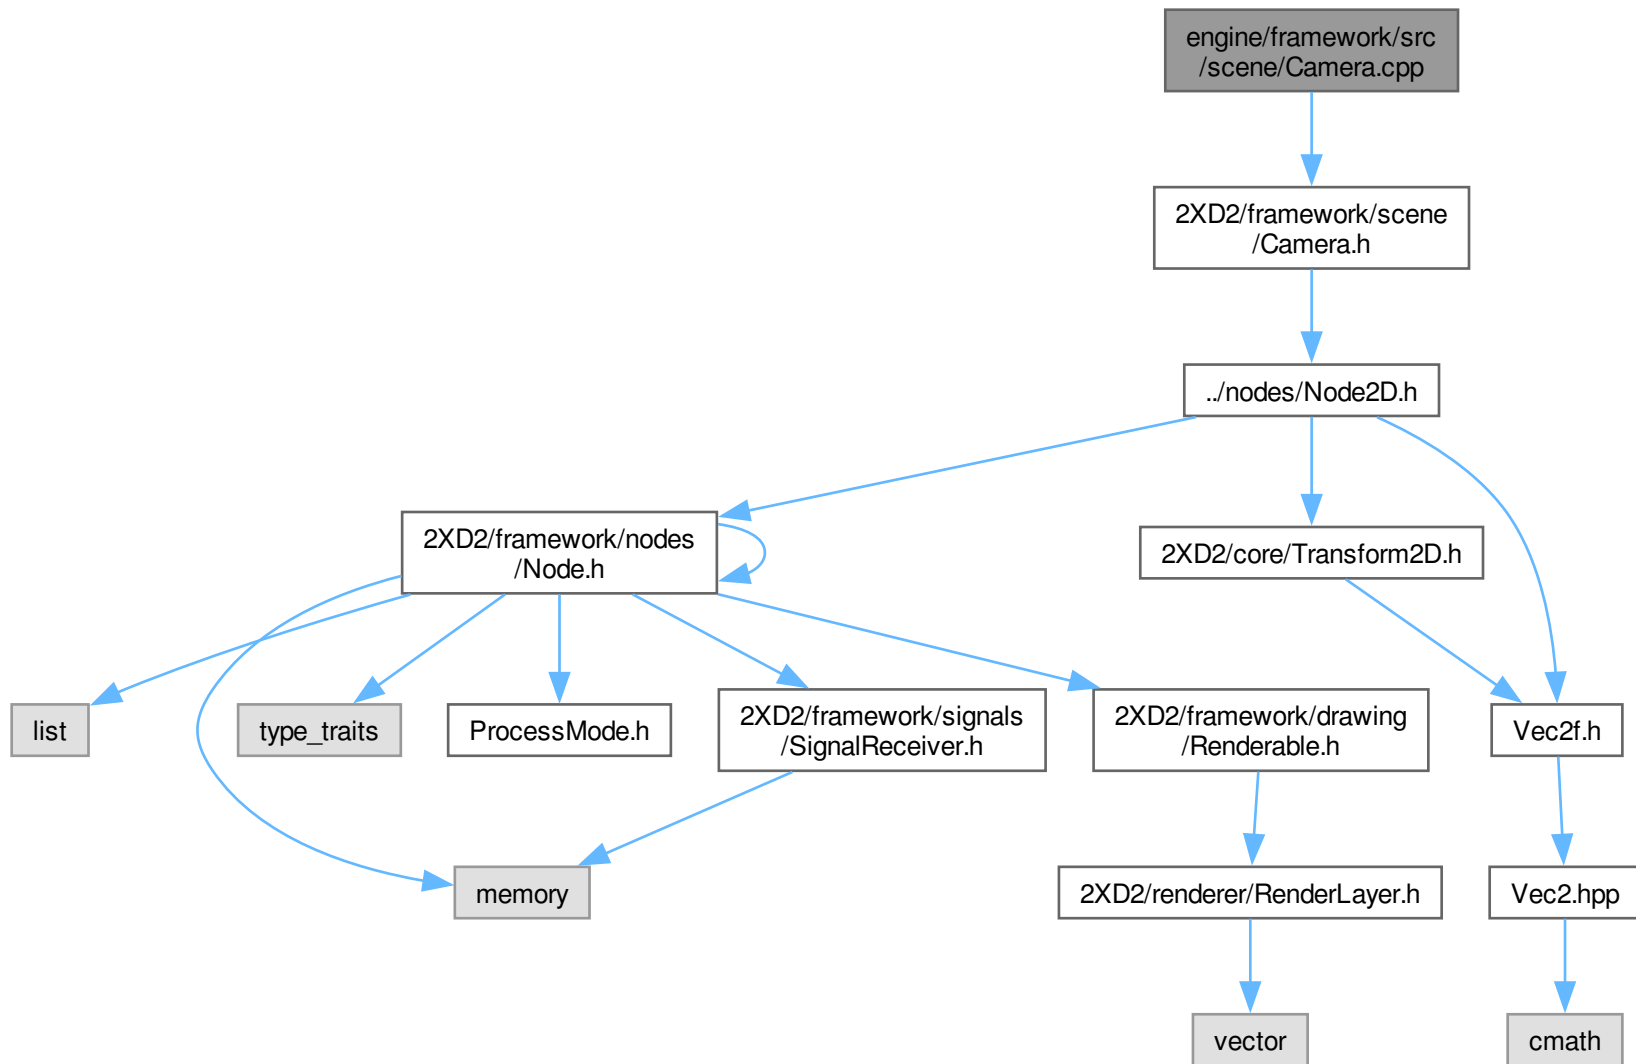 engine/framework/src
/scene/Camera.cpp
2XD2/framework/scene
/Camera.h
../nodes/Node2D.h
2XD2/framework/nodes
/Node.h
2XD2/core/Transform2D.h
list
type_traits
ProcessMode.h
2XD2/framework/signals
/SignalReceiver.h
2XD2/framework/drawing
/Renderable.h
Vec2f.h
memory
2XD2/renderer/RenderLayer.h
Vec2.hpp
vector
cmath